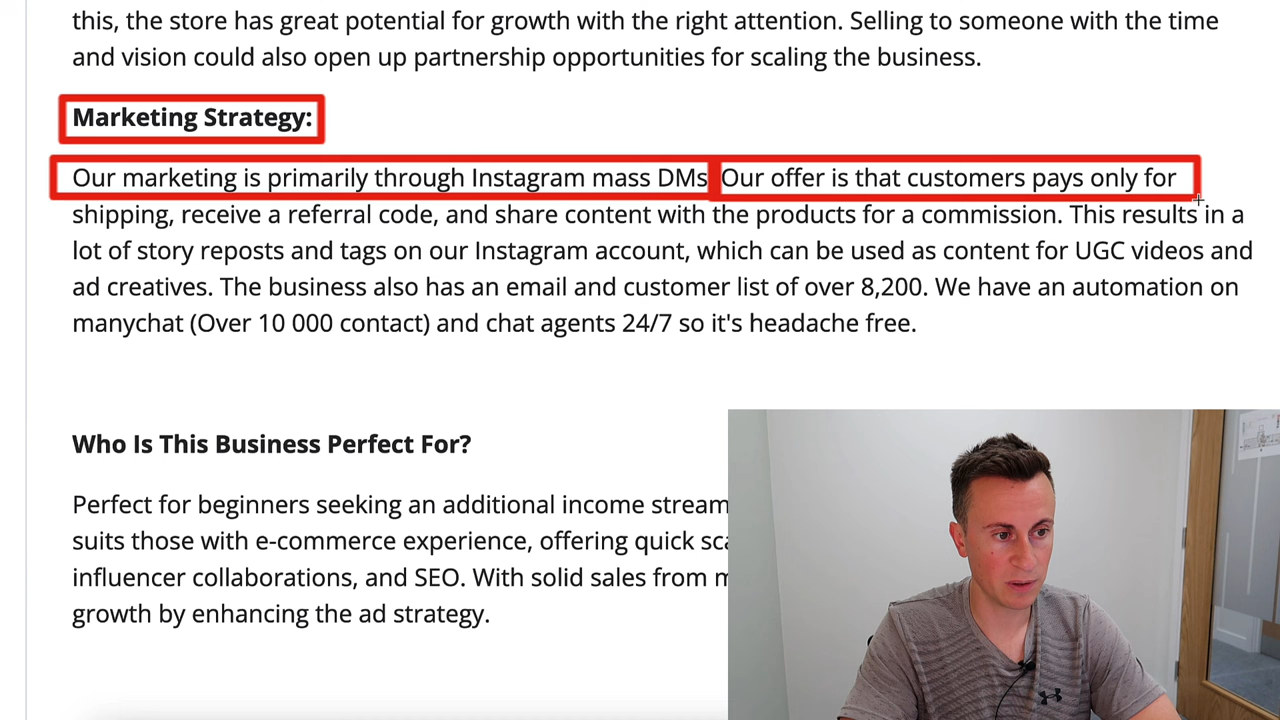 this, the store has great potential for growth with the right attention. Selling to someone with the time
and vision could also open up partnership opportunities for scaling the business.
Marketing Strategy:
Our marketing is primarily through Instagram mass DMs Our offer is that customers pays only for
shipping, receive a referral code, and share content with the products for a commission. This results in a
lot of story reposts and tags on our Instagram account, which can be used as content for UGC videos and
ad creatives. The business also has an email and customer list of over 8,200. We have an automation on
manychat (Over 10 000 contact) and chat agents 24/7 so it's headache free.
Who Is This Business Perfect For?
Perfect for beginners seeking an additional income stream
suits those with e-commerce experience, offering quick
influencer collaborations, and SEO. With solid sales from
growth by enhancing the ad strategy.